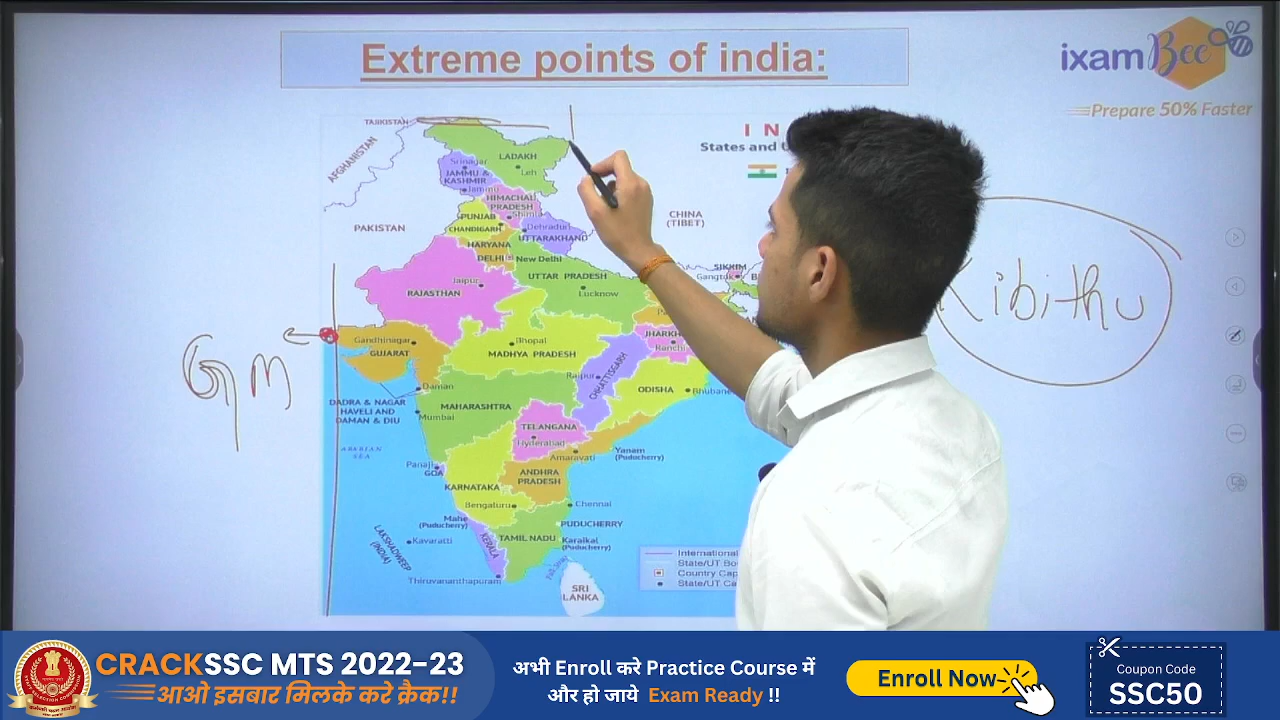 Extreme points of india:
ixamBee
Prepare 50% Faster
I N
States and U
TAJIKISTAN
AFGHANISTAN
LADAKH
Leh
Srinagar
JAMMU &
KASHMIR
Jammu
HIMACHAL
PRADESH
Shimla
PUNJAB
CHANDIGARH
Dehradun
UTTARAKHAND
PAKISTAN
CHINA
(TIBET)
HARYANA
DELHI
New Delhi
SIKKIM
Gangtok
UTTAR PRADESH
Lucknow
Jaipur
RAJASTHAN
Kibithu
GM
Gandhinagar
GUJARAT
Bhopal
MADHYA PRADESH
JHARKH
Ranchi
CHHATTISGARH
Raipur
ODISHA
Bhubane
Daman
DADRA & NAGAR
HAVELI AND
DAMAN & DIU
MAHARASHTRA
Mumbai
TELANGANA
Hyderabad
ARABIAN
SEA
Amaravati
Yanam
(Puducherry)
Panaji
GOA
ANDHRA
PRADESH
KARNATAKA
Bengaluru
Chennai
Mahe
(Puducherry)
PUDUCHERRY
LAKSHADWEEP
(INDIA)
Kavaratti
KERALA
TAMIL NADU
Karaikal
(Puducherry)
Thiruvananthapuram
SRI
LANKA
International
State/UT Bo
Country Cap
State/UT Ca
CRACKSSC MTS 2022-23
आओ इसबार मिलके करे क्रैक!!
अभी Enroll करे Practice Course में
और हो जाये Exam Ready !!
Enroll Now
Coupon Code
SSC50